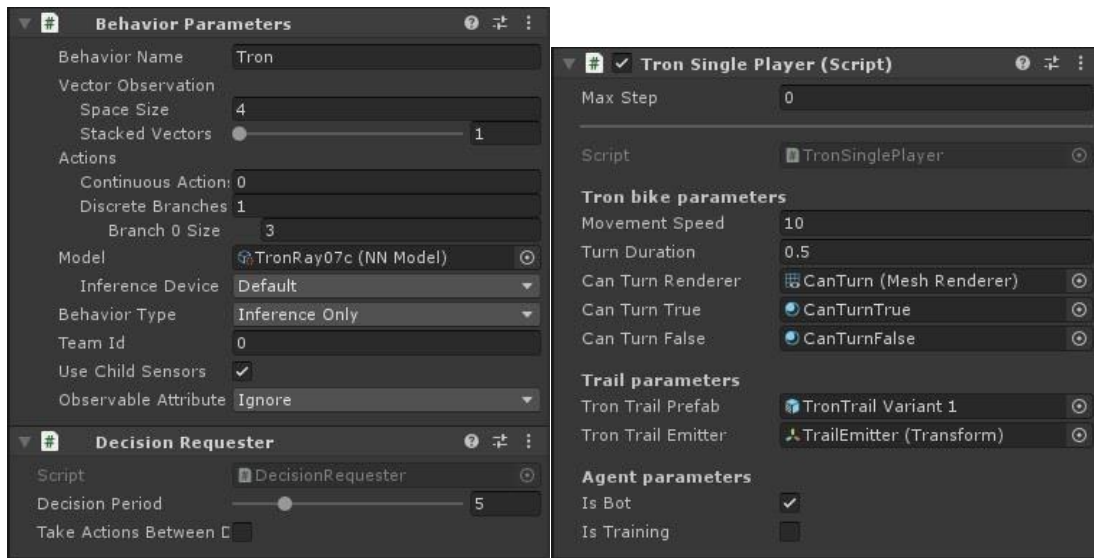 Behavior Parameters
Behavior Name Tron
Vector Observation
Space Size 4
Stacked Vectors 1
Actions
Continuous Action: 0
Discrete Branches 1
Branch 0 Size 3
Model TronRay07c (NN Model)
Inference Device Default
Behavior Type Inference Only
Team Id 0
Use Child Sensors
Observable Attribute Ignore
Decision Requester
Script DecisionRequester
Decision Period 5
Take Actions Between D
Tron Single Player (Script)
Max Step 0
Script TronSinglePlayer
Tron bike parameters
Movement Speed 10
Turn Duration 0.5
Can Turn Renderer CanTurn (Mesh Renderer)
Can Turn True CanTurnTrue
Can Turn False CanTurnFalse
Trail parameters
Tron Trail Prefab TronTrail Variant 1
Tron Trail Emitter TrailEmitter (Transform)
Agent parameters
Is Bot
Is Training